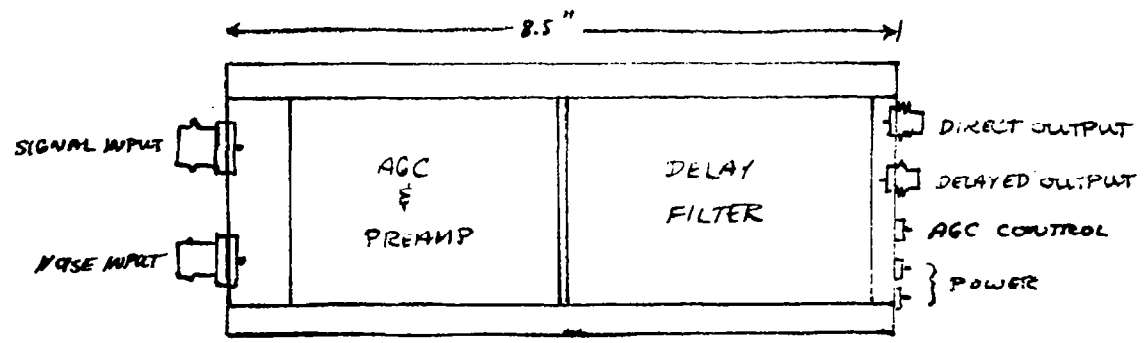 8.5"
SIGNAL INPUT
NOISE INPUT
AGC
&
PREAMP
DELAY
FILTER
DIRECT OUTPUT
DELAYED OUTPUT
AGC CONTROL
POWER